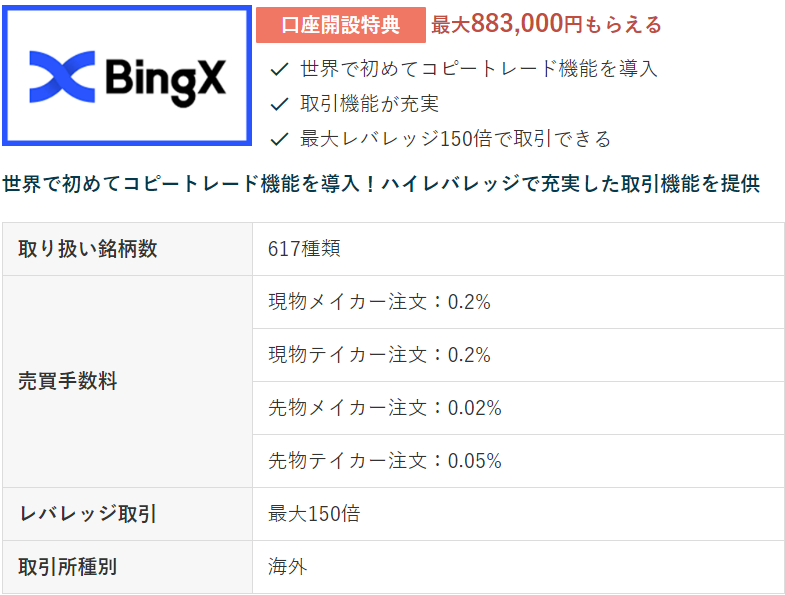 BingX
口座開設特典 最大883,000円もらえる
世界で初めてコピートレード機能を導入
取引機能が充実
最大レバレッジ150倍で取引できる
世界で初めてコピートレード機能を導入！ハイレバレッジで充実した取引機能を提供
取り扱い銘柄数 617種類
売買手数料
現物メイカー注文：0.2%
現物テイカー注文：0.2%
先物メイカー注文：0.02%
先物テイカー注文：0.05%
レバレッジ取引 最大150倍
取引所種別 海外